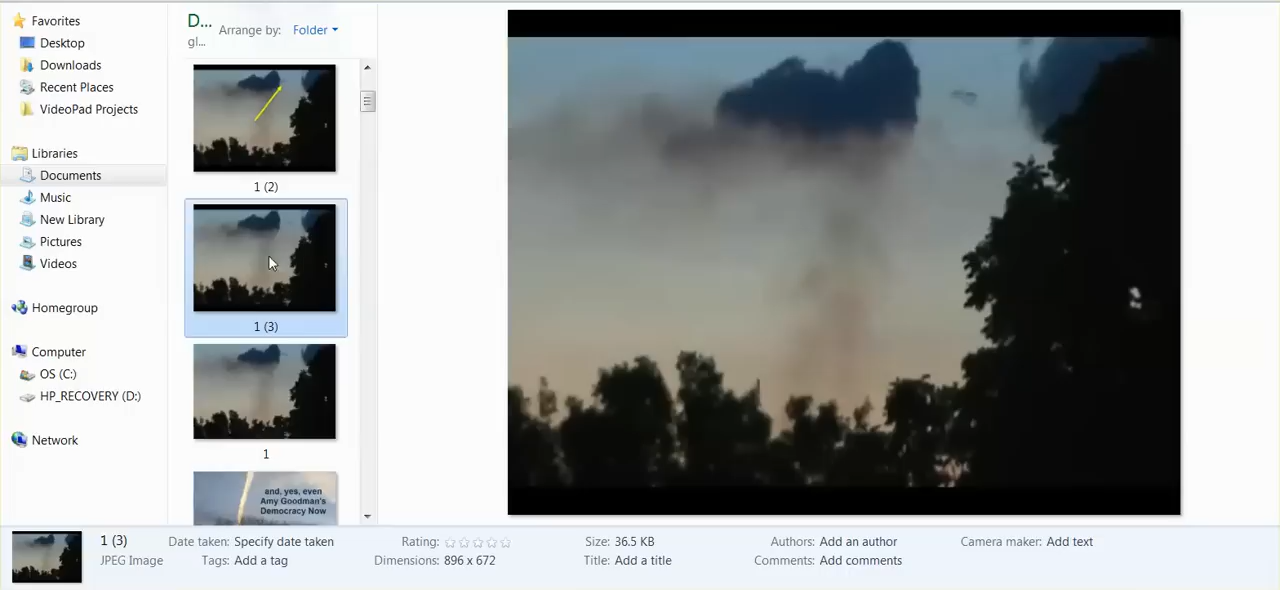 Favorites
Desktop
Downloads
Recent Places
VideoPad Projects
Libraries
Documents
Music
New Library
Pictures
Videos
Homegroup
Computer
OS (C:)
HP_RECOVERY (D:)
Network
D...
gl...
Arrange by: Folder
1 (2)
1 (3)
1
and, yes, even
Amy Goodman's
Democracy Now
1 (3)
JPEG Image
Date taken: Specify date taken
Tags: Add a tag
Rating:
Dimensions: 896 x 672
Size: 36.5 KB
Title: Add a title
Authors: Add an author
Comments: Add comments
Camera maker: Add text